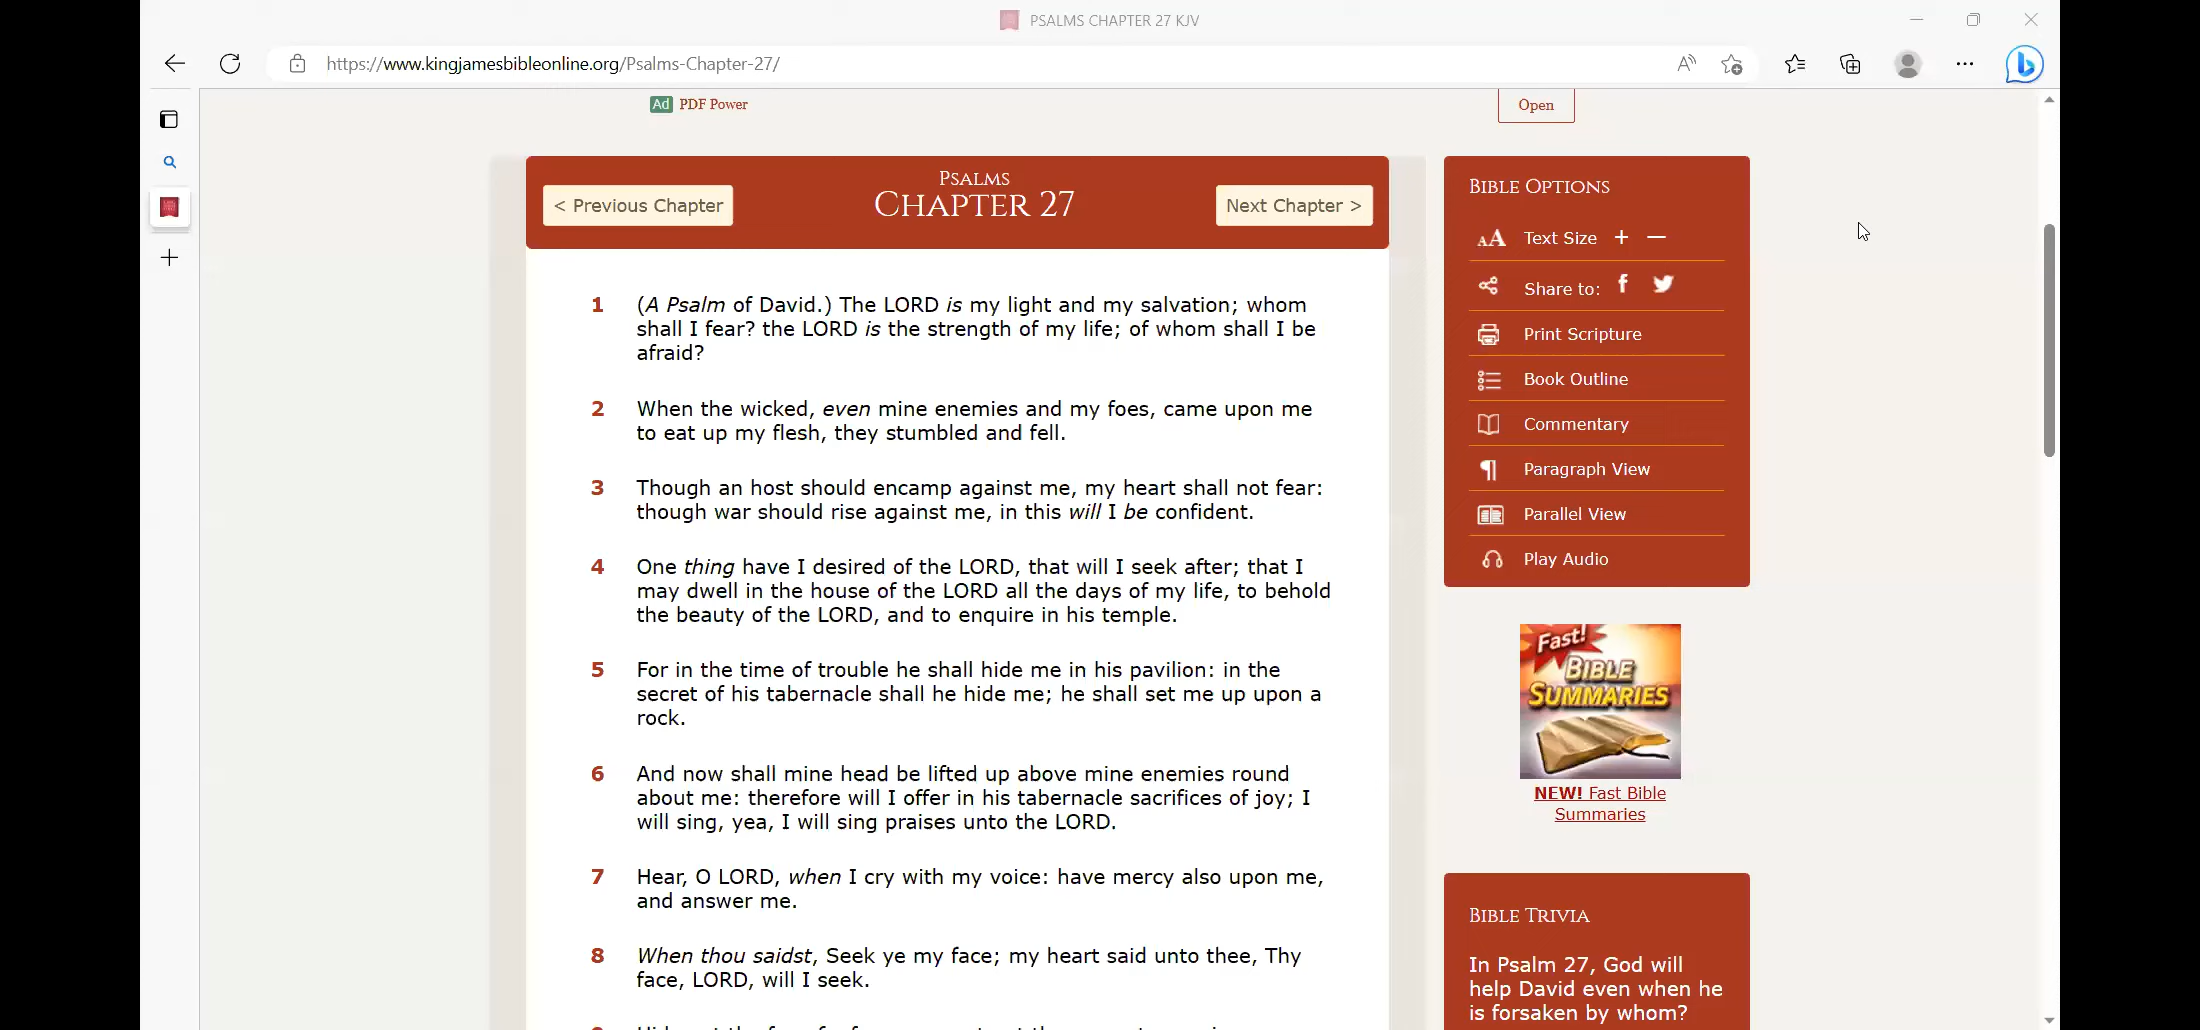 PSALMS CHAPTER 27 KJV
https://www.kingjamesbibleonline.org/Psalms-Chapter-27/
Ad PDF Power
Open
Psalms
Chapter 27
< Previous Chapter
Next Chapter >
1 (A Psalm of David.) The LORD is my light and my salvation; whom
shall I fear? the LORD is the strength of my life; of whom shall I be
afraid?
2 When the wicked, even mine enemies and my foes, came upon me
to eat up my flesh, they stumbled and fell.
3 Though an host should encamp against me, my heart shall not fear:
though war should rise against me, in this will I be confident.
4 One thing have I desired of the LORD, that will I seek after; that I
may dwell in the house of the LORD all the days of my life, to behold
the beauty of the LORD, and to enquire in his temple.
5 For in the time of trouble he shall hide me in his pavilion: in the
secret of his tabernacle shall he hide me; he shall set me up upon a
rock.
6 And now shall mine head be lifted up above mine enemies round
about me: therefore will I offer in his tabernacle sacrifices of joy; I
will sing, yea, I will sing praises unto the LORD.
7 Hear, O LORD, when I cry with my voice: have mercy also upon me,
and answer me.
8 When thou saidst, Seek ye my face; my heart said unto thee, Thy
face, LORD, will I seek.
Bible Options
AA Text Size + −
Share to:
Print Scripture
Book Outline
Commentary
Paragraph View
Parallel View
Play Audio
Fast!
BIBLE
SUMMARIES
NEW! Fast Bible
Summaries
Bible Trivia
In Psalm 27, God will
help David even when he
is forsaken by whom?